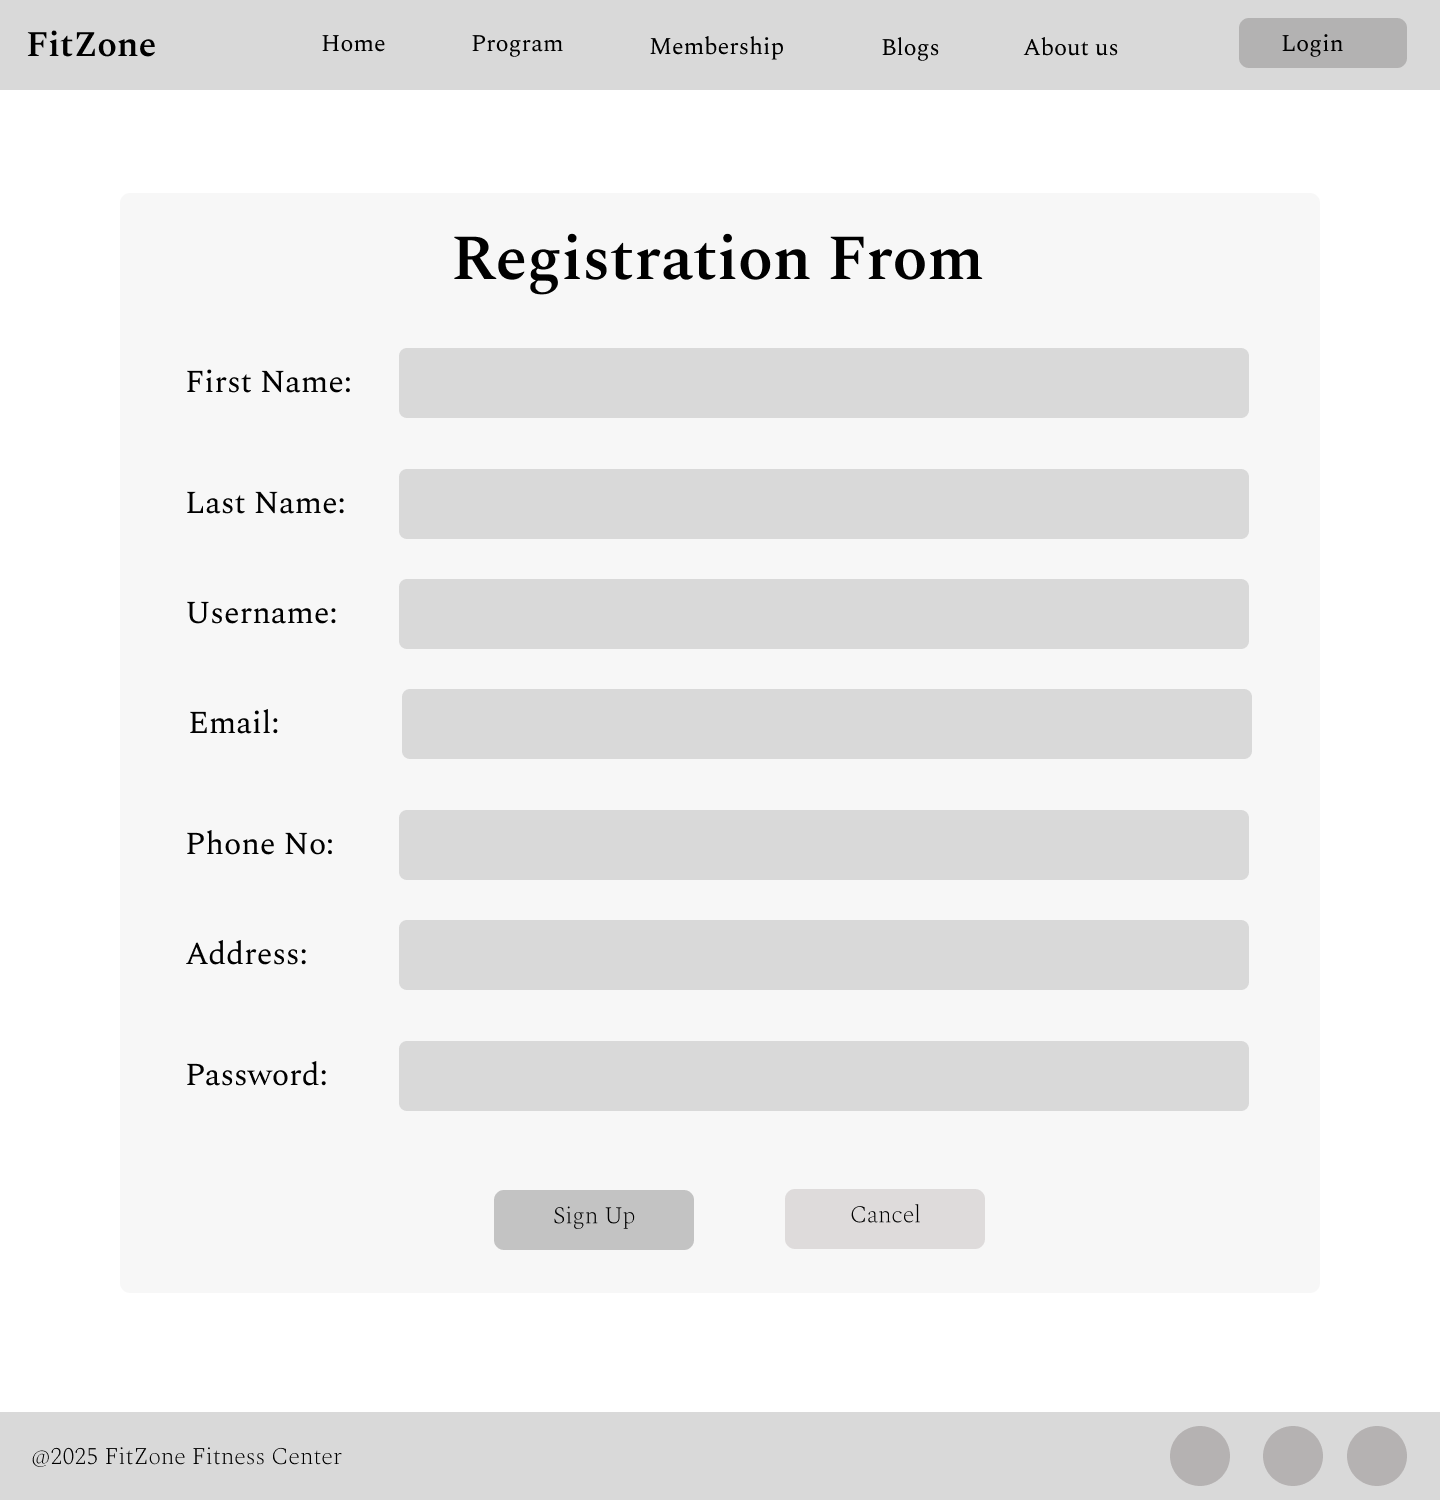 FitZone
Home
Program
Membership
Blogs
About us
Login
Registration From
First Name:
Last Name:
Username:
Email:
Phone No:
Address:
Password:
Sign Up
Cancel
@2025 FitZone Fitness Center